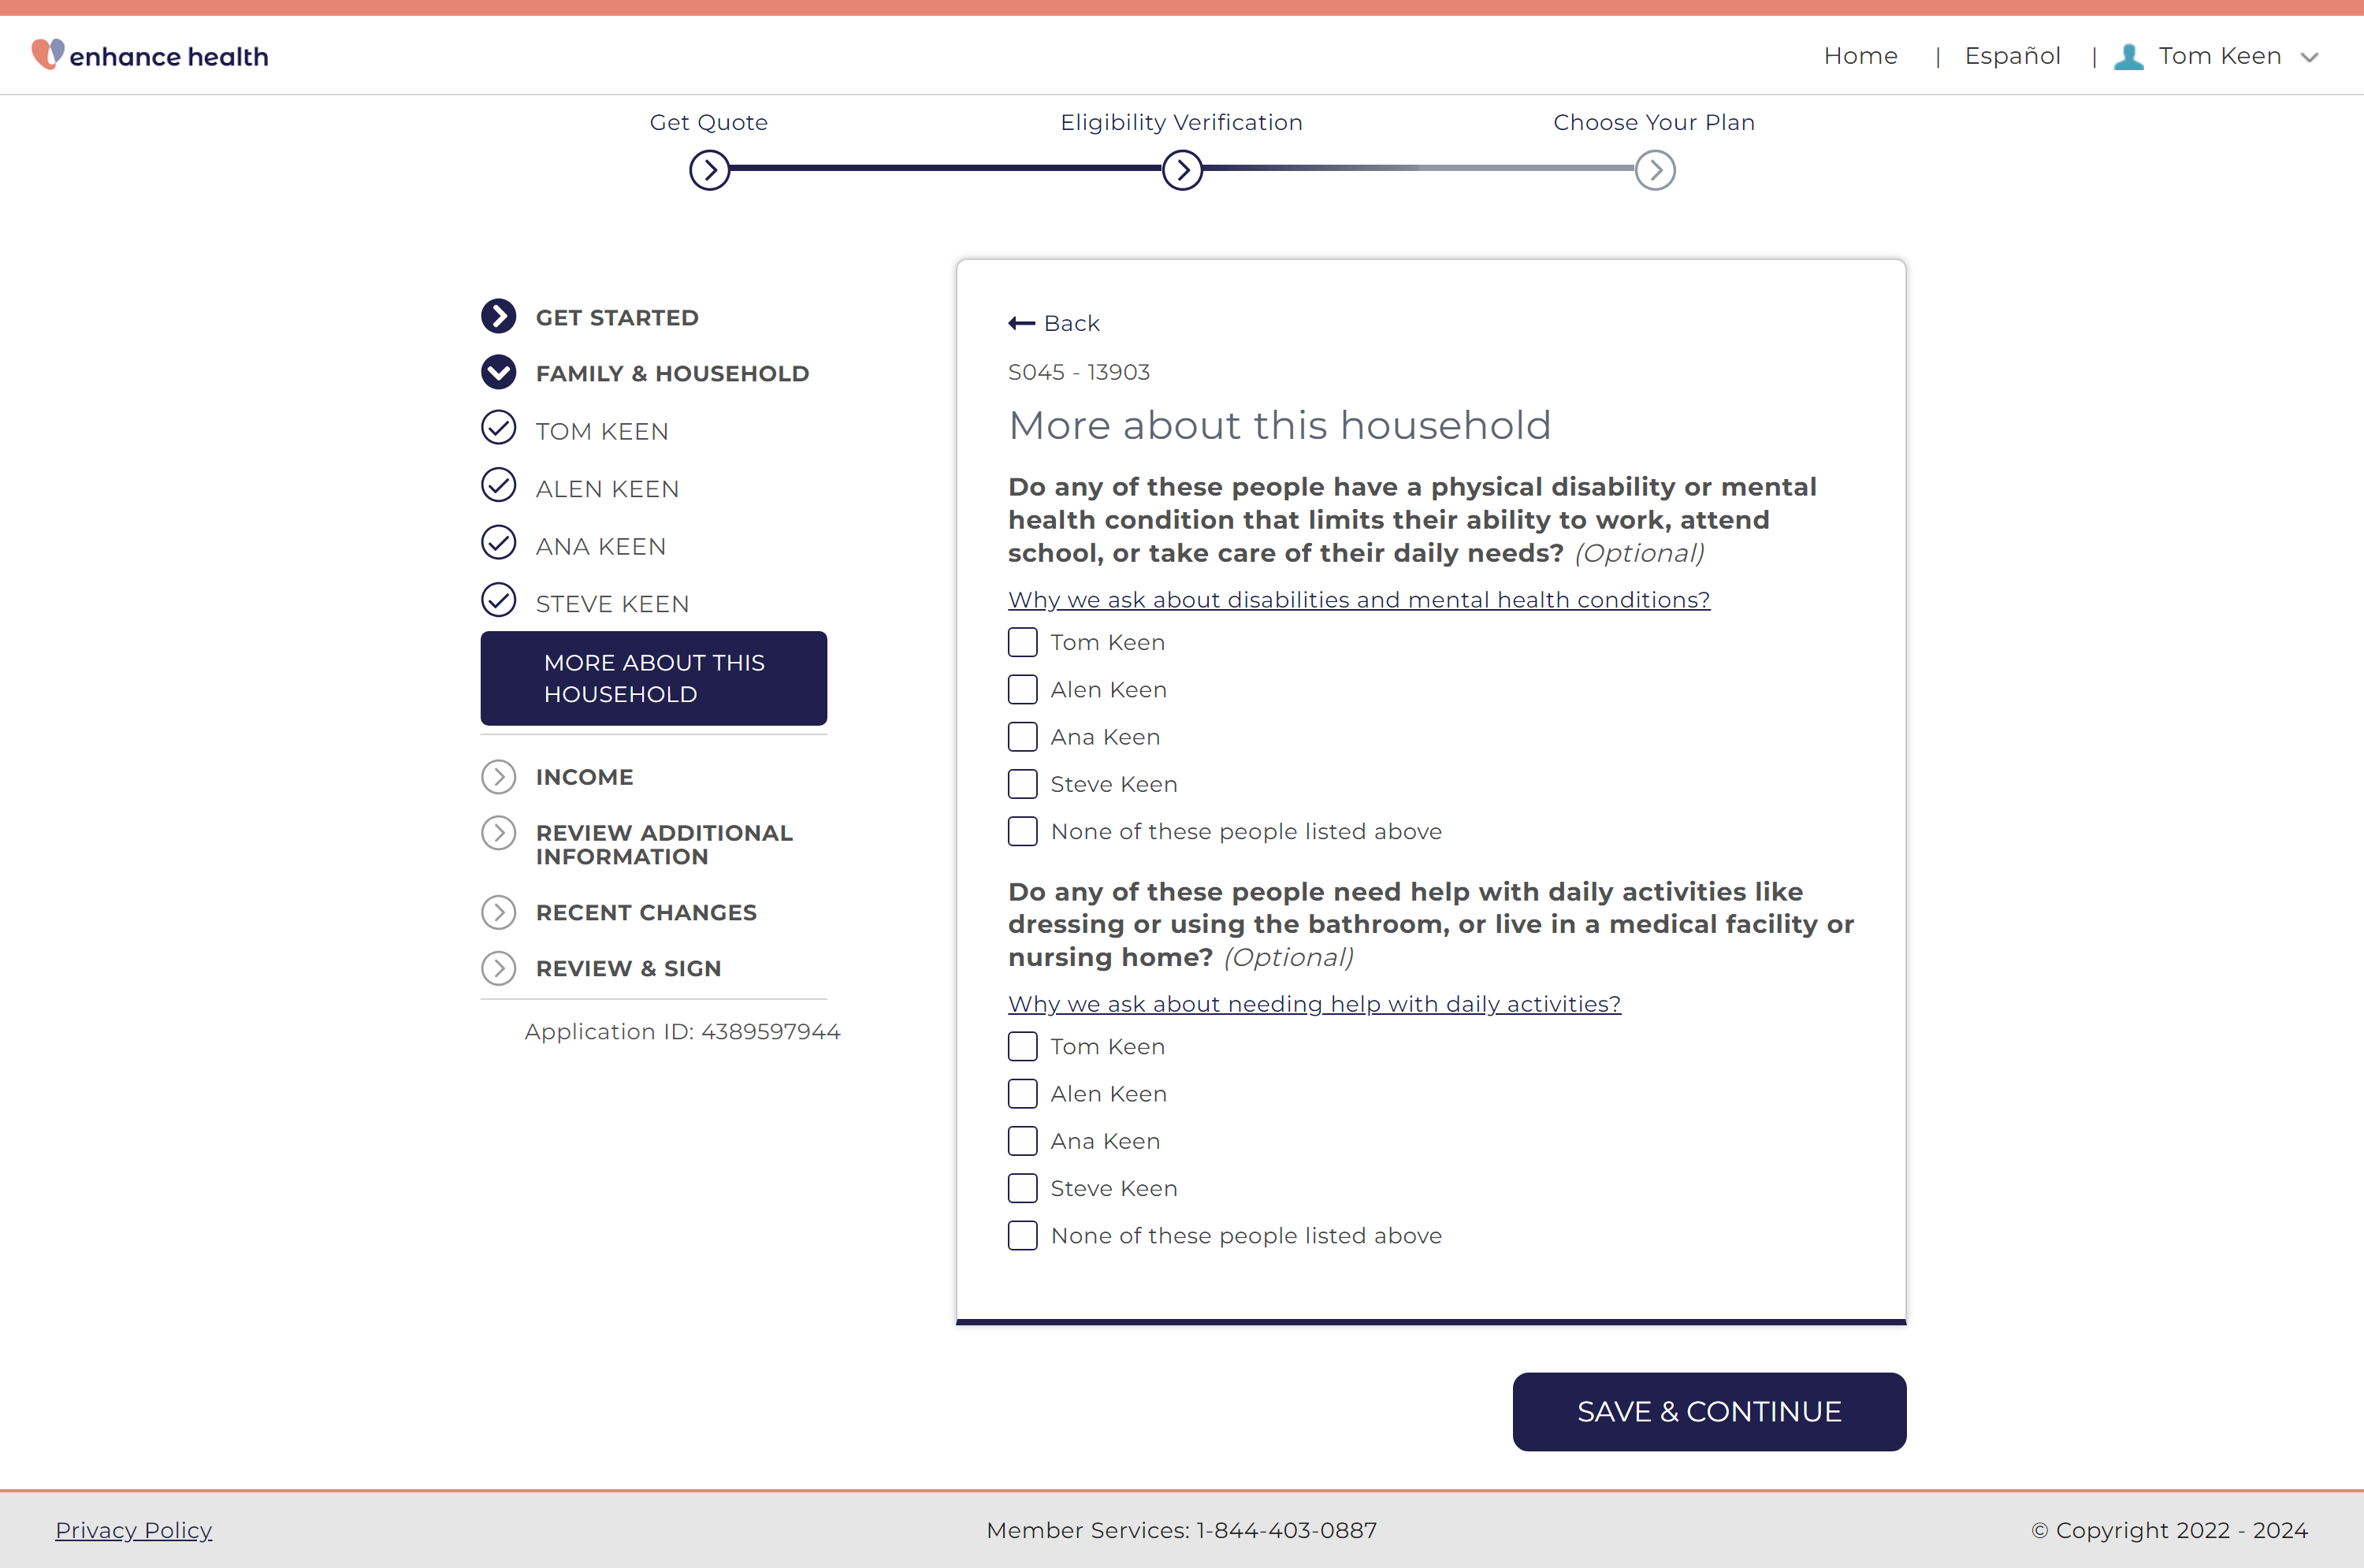 enhance health
Home | Español | Tom Keen
Get Quote
Eligibility Verification
Choose Your Plan
GET STARTED
FAMILY & HOUSEHOLD
TOM KEEN
ALEN KEEN
ANA KEEN
STEVE KEEN
MORE ABOUT THIS
HOUSEHOLD
INCOME
REVIEW ADDITIONAL
INFORMATION
RECENT CHANGES
REVIEW & SIGN
Application ID: 4389597944
Back
S045 - 13903
More about this household
Do any of these people have a physical disability or mental
health condition that limits their ability to work, attend
school, or take care of their daily needs? (Optional)
Why we ask about disabilities and mental health conditions?
Tom Keen
Alen Keen
Ana Keen
Steve Keen
None of these people listed above
Do any of these people need help with daily activities like
dressing or using the bathroom, or live in a medical facility or
nursing home? (Optional)
Why we ask about needing help with daily activities?
Tom Keen
Alen Keen
Ana Keen
Steve Keen
None of these people listed above
SAVE & CONTINUE
Privacy Policy
Member Services: 1-844-403-0887
© Copyright 2022 - 2024